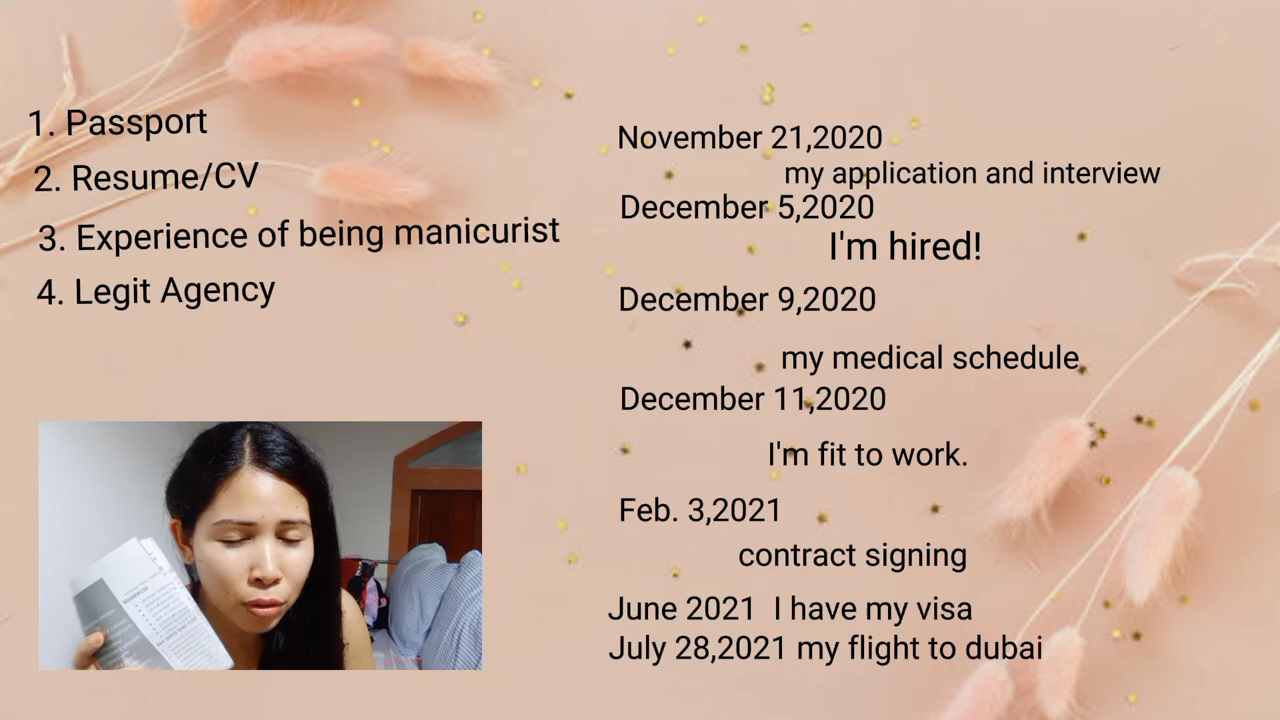 1. Passport
2. Resume/CV
3. Experience of being manicurist
4. Legit Agency
November 21,2020
my application and interview
December 5,2020
I'm hired!
December 9,2020
my medical schedule
December 11,2020
I'm fit to work.
Feb. 3,2021
contract signing
June 2021 I have my visa
July 28,2021 my flight to dubai